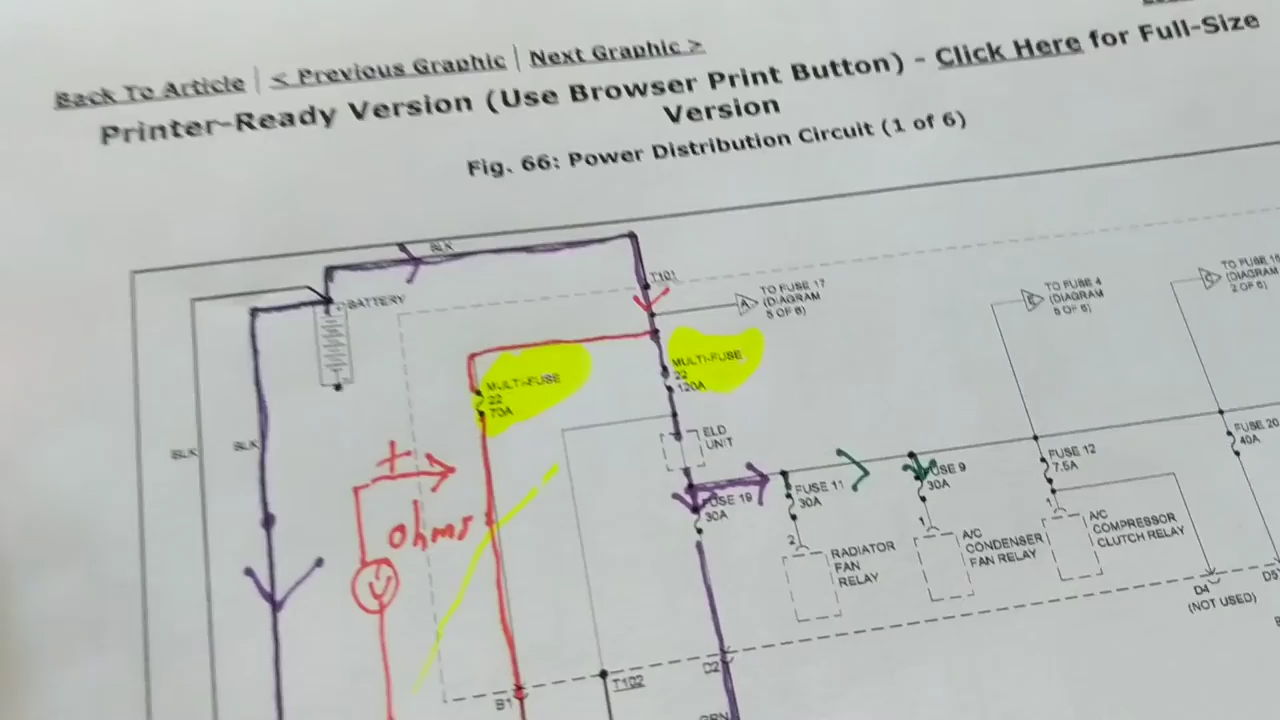 Back To Article | < Previous Graphic | Next Graphic >
Printer-Ready Version (Use Browser Print Button) - Click Here for Full-Size
Version
Fig. 66: Power Distribution Circuit (1 of 6)
BLK
T101
BATTERY
TO FUSE 17
(DIAGRAM
5 OF 6)
A
TO FUSE 4
(DIAGRAM
6 OF 6)
TO FUSE
(DIAGRAM
2 OF 6)
C
MULTI-FUSE
22
70A
MULTI-FUSE
22
120A
BLK
BLK
ELD
UNIT
+
ohms
V
FUSE 19
30A
FUSE 11
30A
FUSE 9
30A
FUSE 12
7.5A
FUSE 20
40A
2
RADIATOR
FAN
RELAY
1
A/C
CONDENSER
FAN RELAY
1
A/C
COMPRESSOR
CLUTCH RELAY
D4
(NOT USED)
D5
B1
T102
D2
GRN